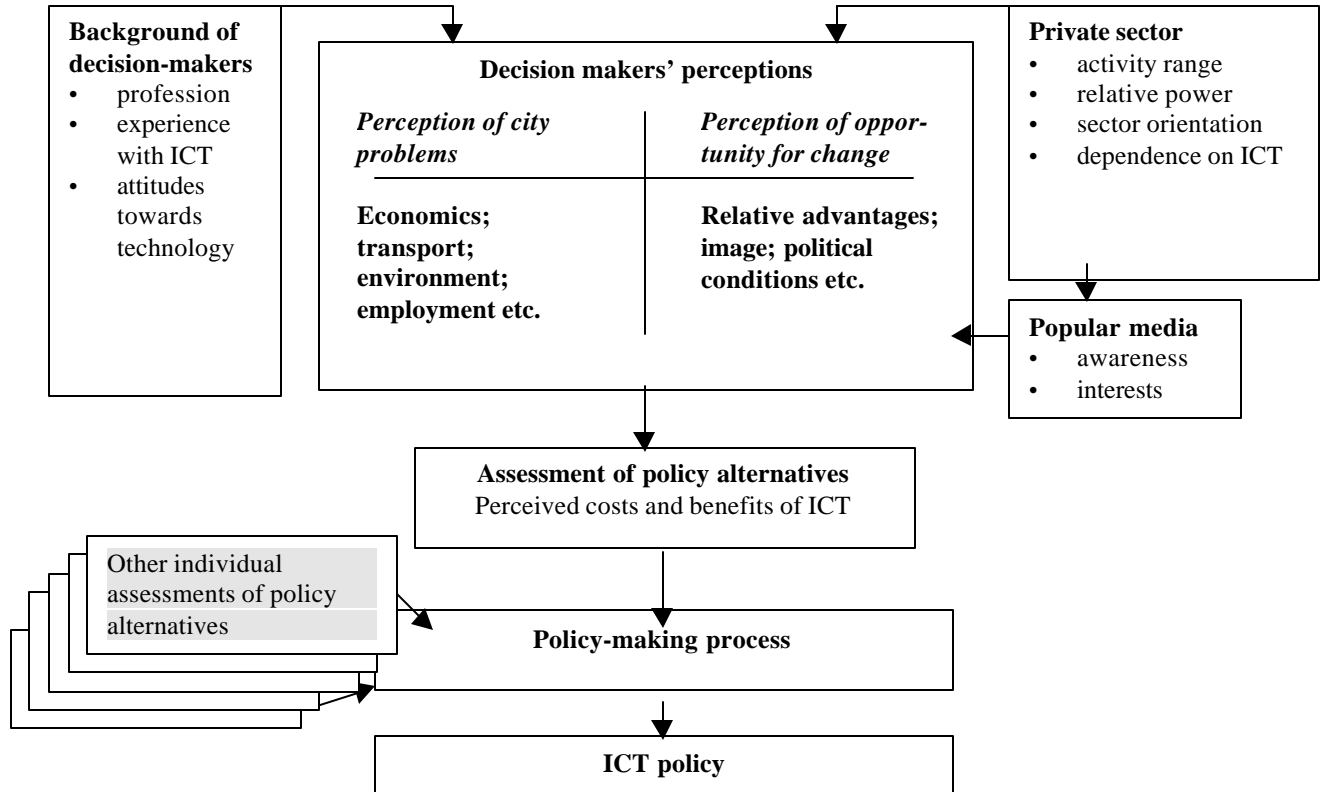 Background of
decision-makers
• profession
• experience
with ICT
• attitudes
towards
technology
Decision makers’ perceptions
Perception of city
problems
Perception of oppor-
tunity for change
Economics;
transport;
environment;
employment etc.
Relative advantages;
image; political
conditions etc.
Private sector
• activity range
• relative power
• sector orientation
• dependence on ICT
Popular media
• awareness
• interests
Assessment of policy alternatives
Perceived costs and benefits of ICT
Other individual
assessments of policy
alternatives
Policy-making process
ICT policy